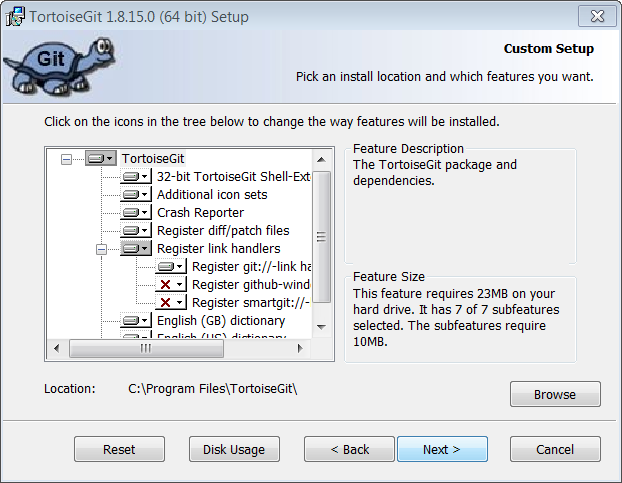 TortoiseGit 1.8.15.0 (64 bit) Setup
Git
Custom Setup
Pick an install location and which features you want.
Click on the icons in the tree below to change the way features will be installed.
TortoiseGit
32-bit TortoiseGit Shell-Ext
Additional icon sets
Crash Reporter
Register diff/patch files
Register link handlers
Register git://-link ha
Register github-wind
Register smartgit://-
English (GB) dictionary
English (US) dictionary
Feature Description
The TortoiseGit package and
dependencies.
Feature Size
This feature requires 23MB on your
hard drive. It has 7 of 7 subfeatures
selected. The subfeatures require
10MB.
Location: C:\Program Files\TortoiseGit\
Browse
Reset Disk Usage < Back Next > Cancel